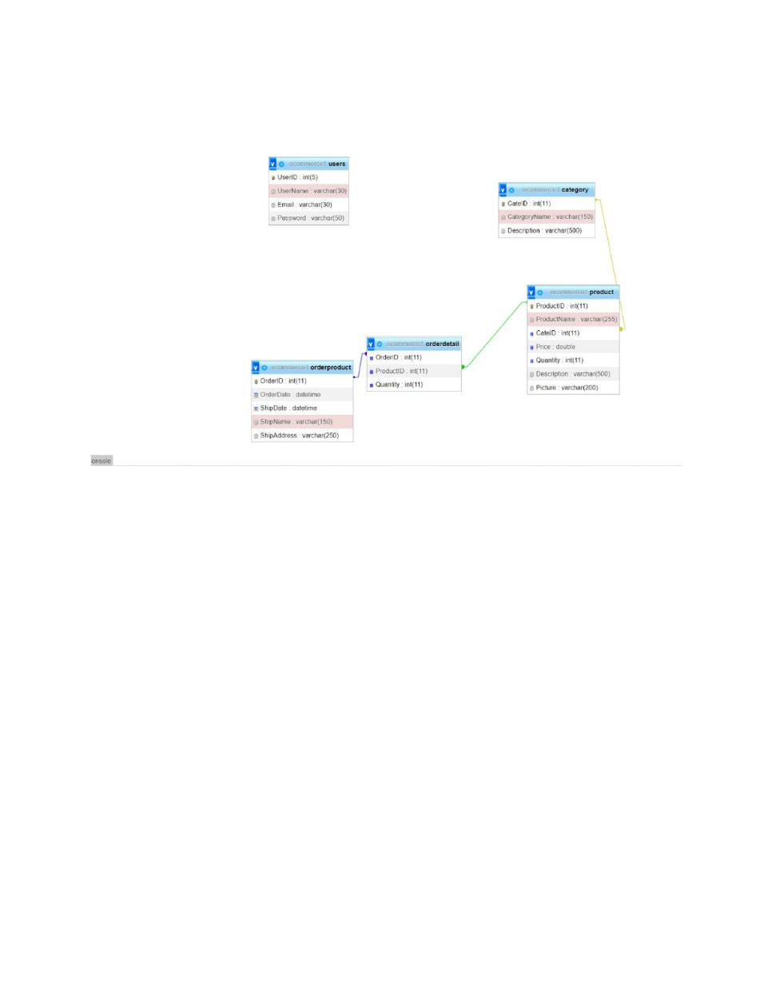 ecommerce1 users
UserID : int(5)
UserName : varchar(30)
Email : varchar(30)
Password : varchar(50)
ecommerce1 category
CateID : int(11)
CategoryName : varchar(150)
Description : varchar(500)
ecommerce1 product
ProductID : int(11)
ProductName : varchar(255)
CateID : int(11)
Price : double
Quantity : int(11)
Description : varchar(500)
Picture : varchar(200)
ecommerce1 orderdetail
OrderID : int(11)
ProductID : int(11)
Quantity : int(11)
ecommerce1 orderproduct
OrderID : int(11)
OrderDate : datetime
ShipDate : datetime
ShipName : varchar(150)
ShipAddress : varchar(250)
onsole